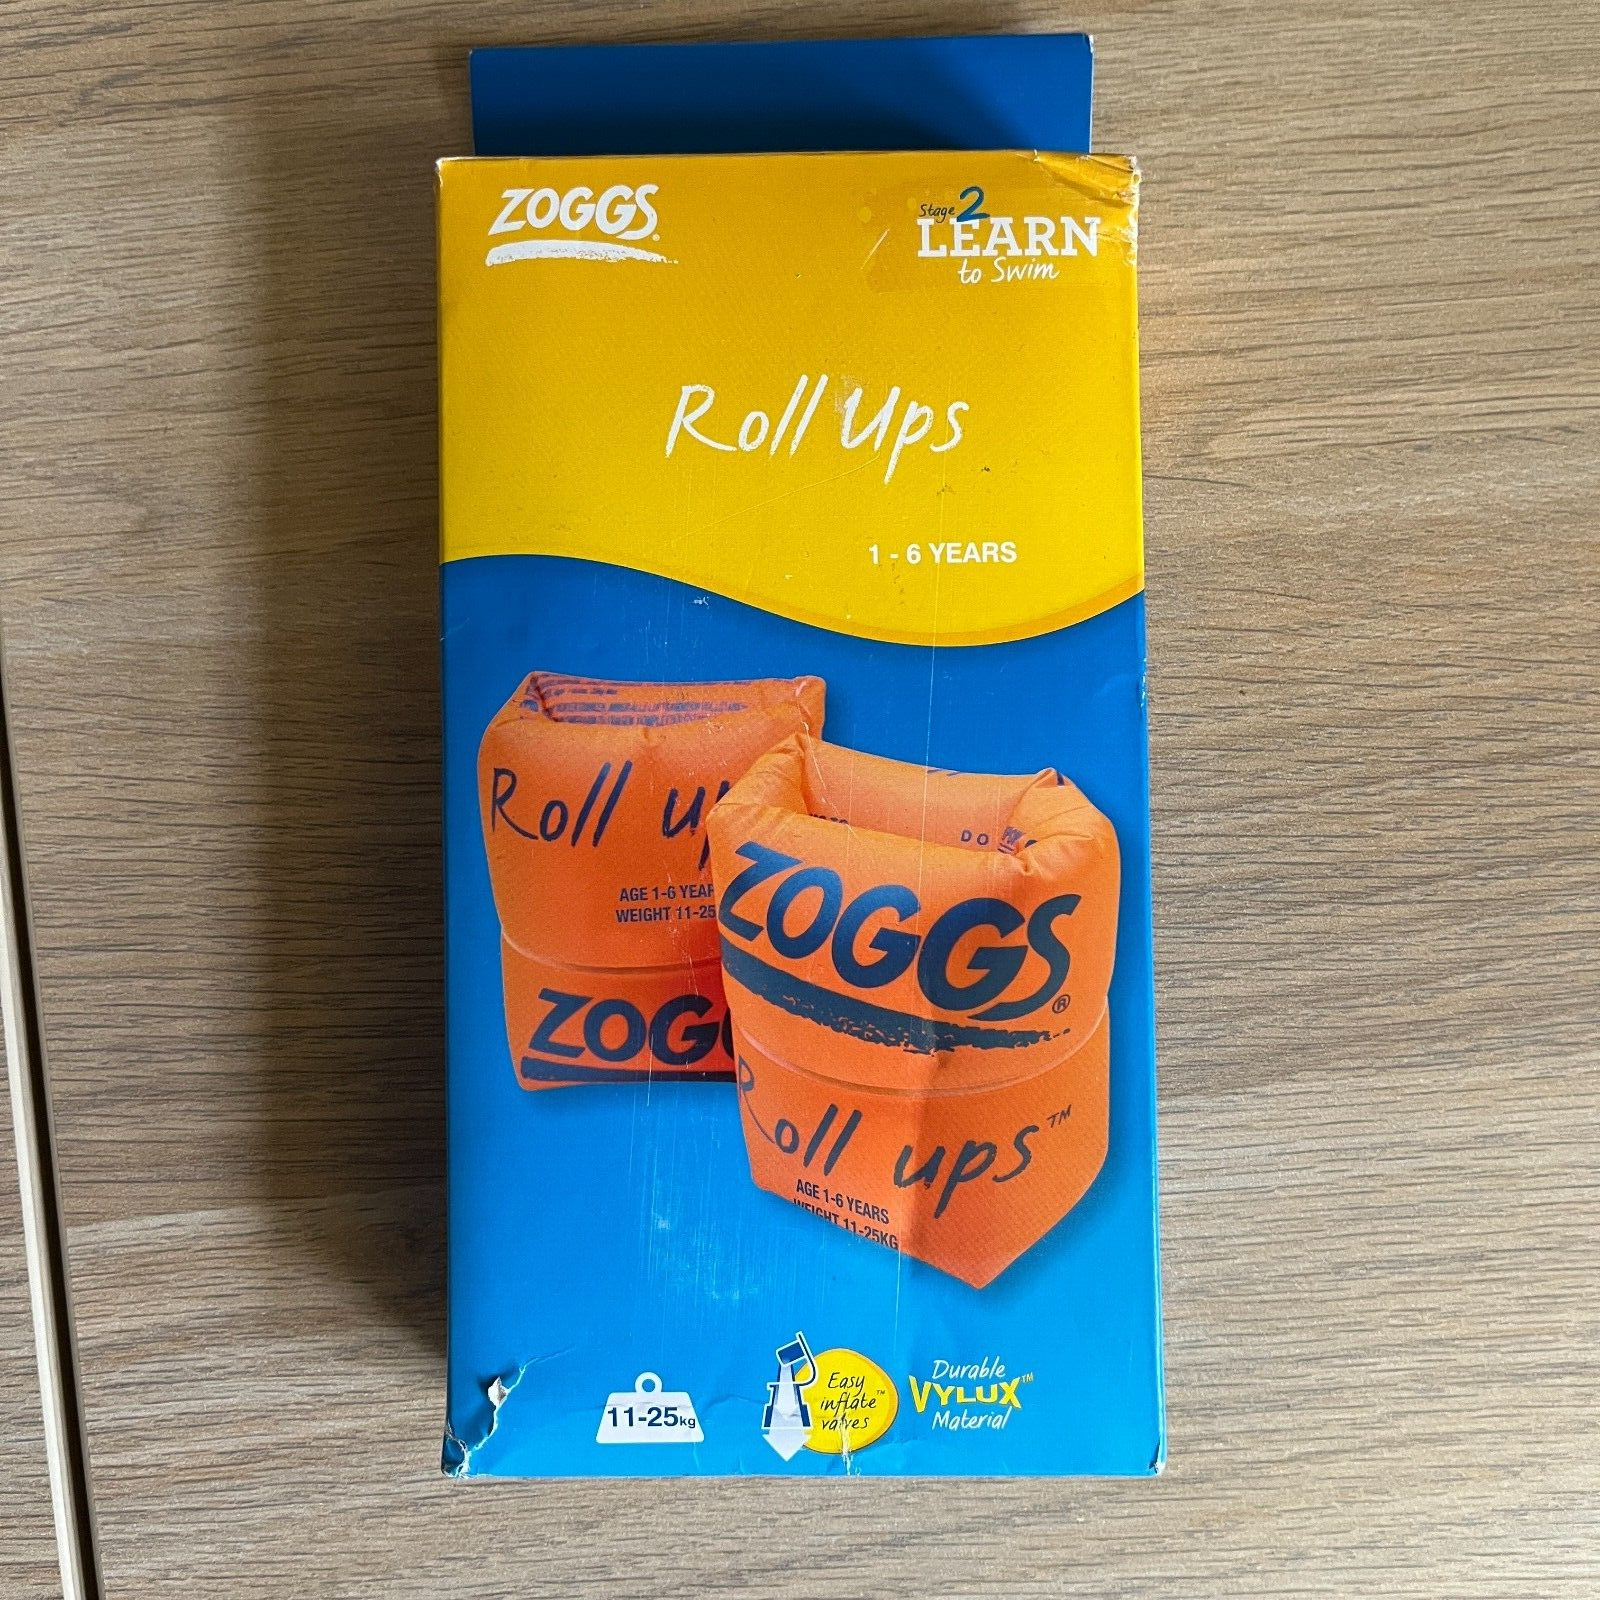 ZOGGS®
Stage 2
LEARN
to Swim
Roll Ups
1 - 6 YEARS
Roll up
AGE 1-6 YEAR
WEIGHT 11-25
ZOGG
DO
ZOGGS®
Roll ups™
AGE 1-6 YEARS
WEIGHT 11-25KG
11-25kg
Easy
inflate™
valves
Durable
VYLUX™
Material